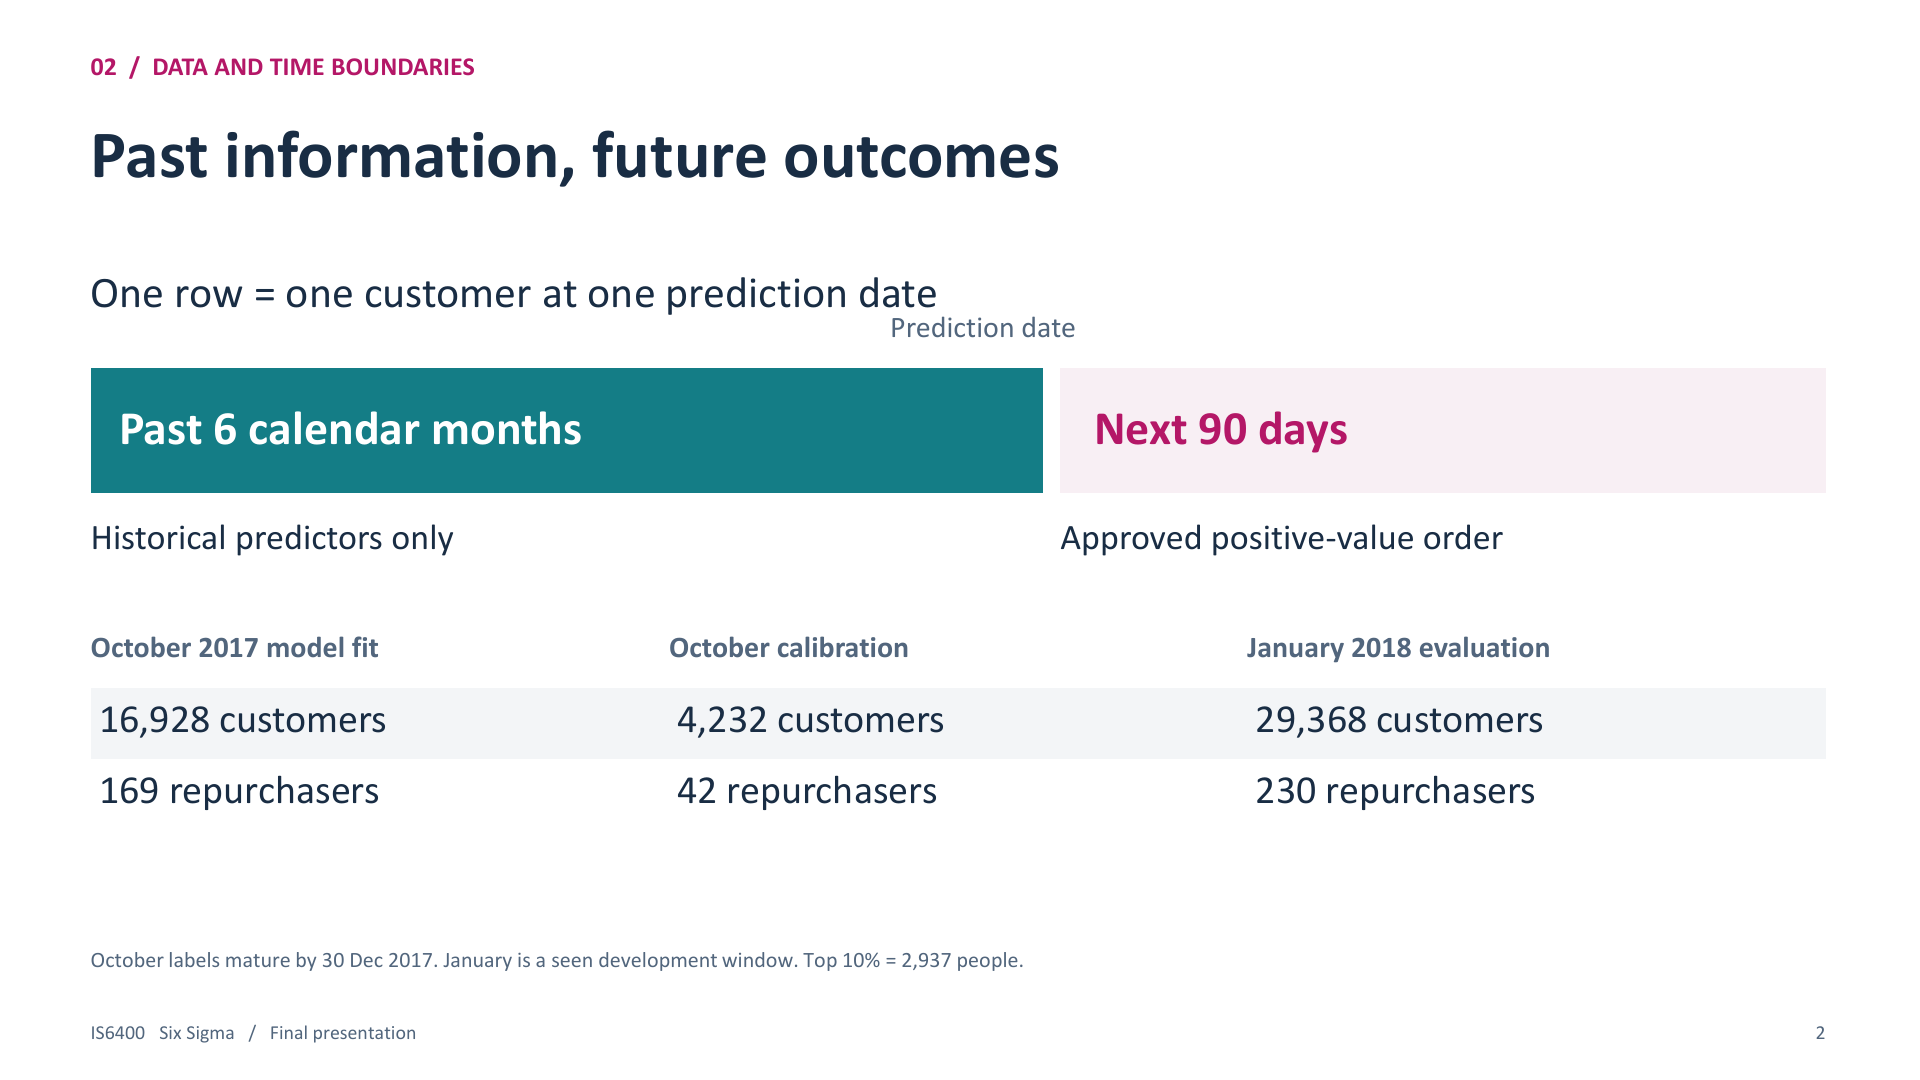 02 / DATA AND TIME BOUNDARIES
Past information, future outcomes
One row = one customer at one prediction date
Prediction date
Past 6 calendar months
Next 90 days
Historical predictors only
Approved positive-value order
October 2017 model fit
October calibration
January 2018 evaluation
16,928 customers
4,232 customers
29,368 customers
169 repurchasers
42 repurchasers
230 repurchasers
October labels mature by 30 Dec 2017. January is a seen development window. Top 10% = 2,937 people.
IS6400 Six Sigma / Final presentation
2